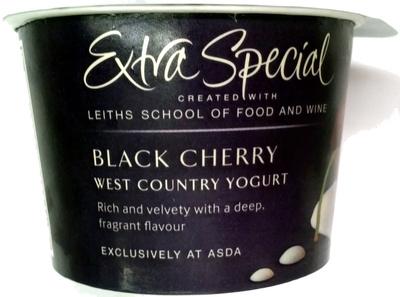 Extra Special
CREATED WITH
LEITHS SCHOOL OF FOOD AND WINE
BLACK CHERRY
WEST COUNTRY YOGURT
Rich and velvety with a deep,
fragrant flavour
EXCLUSIVELY AT ASDA